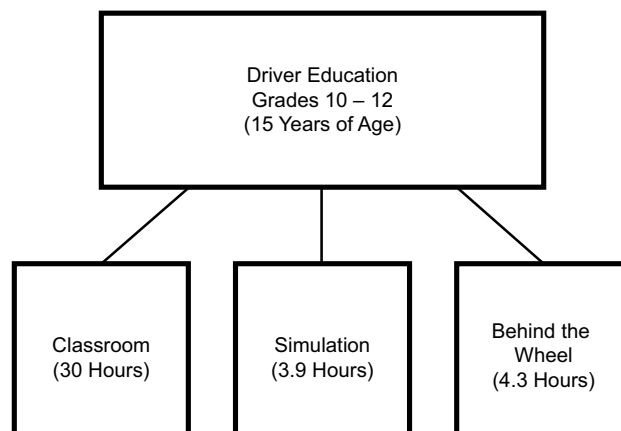 Driver Education
Grades 10 – 12
(15 Years of Age)
Classroom
(30 Hours)
Simulation
(3.9 Hours)
Behind the
Wheel
(4.3 Hours)